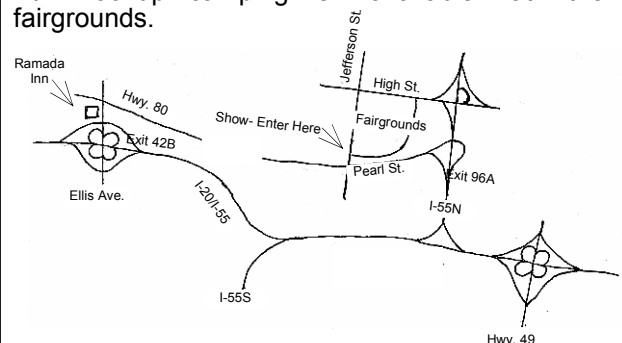 fairgrounds.
Ramada
Inn
Hwy. 80
Jefferson St.
High St.
Show- Enter Here
Fairgrounds
Exit 42B
Pearl St.
Exit 96A
Ellis Ave.
I-20/I-55
I-55N
I-55S
Hwy. 49